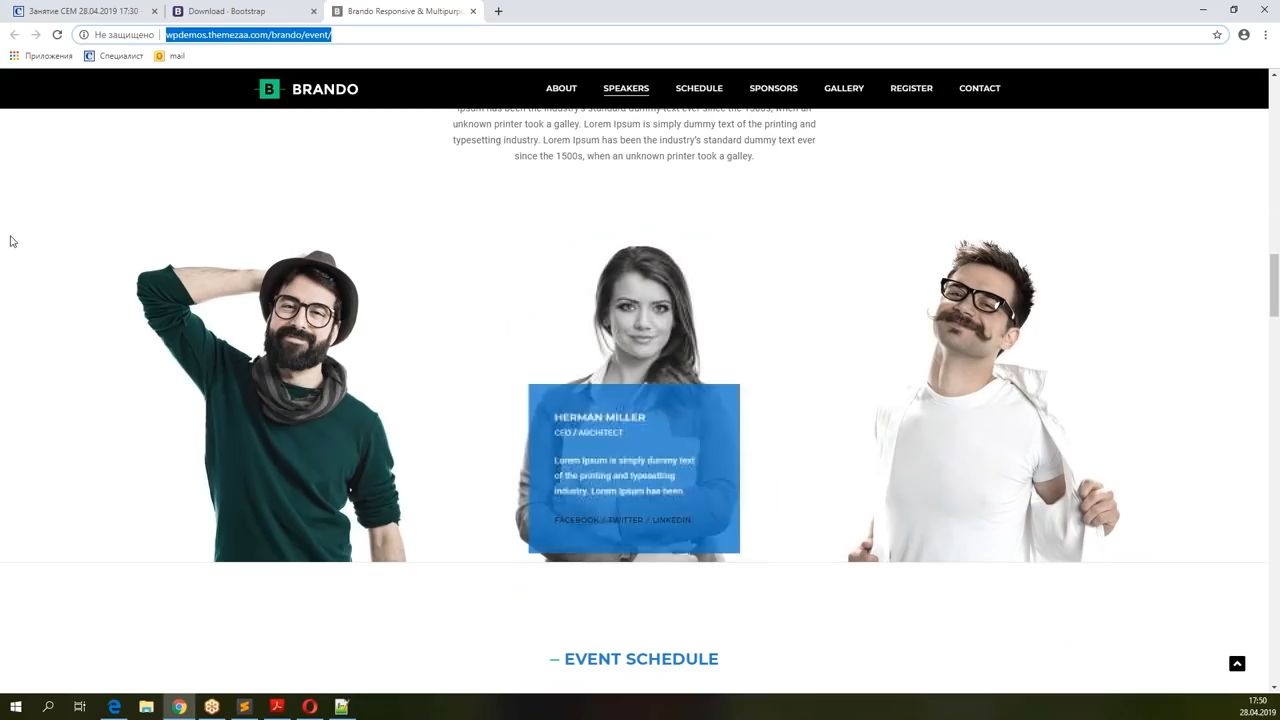 Занятие СЕМ 28.04.2019 17:30 -
Download · Bootstrap
Brando Responsive & Multipurp
Не защищено
wpdemos.themezaa.com/brando/event/
Приложения
Специалист
mail
B BRANDO
ABOUT
SPEAKERS
SCHEDULE
SPONSORS
GALLERY
REGISTER
CONTACT
Ipsum has been the industry's standard dummy text ever since the 1500s, when an
unknown printer took a galley. Lorem Ipsum is simply dummy text of the printing and
typesetting industry. Lorem Ipsum has been the industry's standard dummy text ever
since the 1500s, when an unknown printer took a galley.
HERMAN MILLER
CEO / ARCHITECT
Lorem Ipsum is simply dummy text
of the printing and typesetting
industry. Lorem Ipsum has been.
FACEBOOK / TWITTER / LINKEDIN
– EVENT SCHEDULE
17:50
28.04.2019